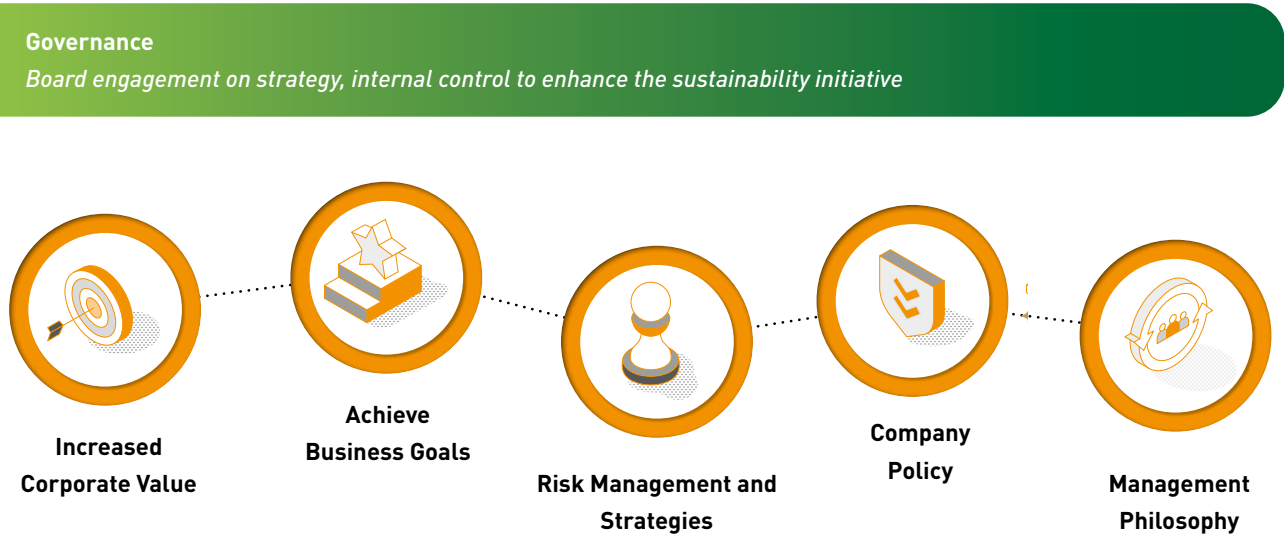 Governance
Board engagement on strategy, internal control to enhance the sustainability initiative
Increased
Corporate Value
Achieve
Business Goals
Risk Management and
Strategies
Company
Policy
Management
Philosophy